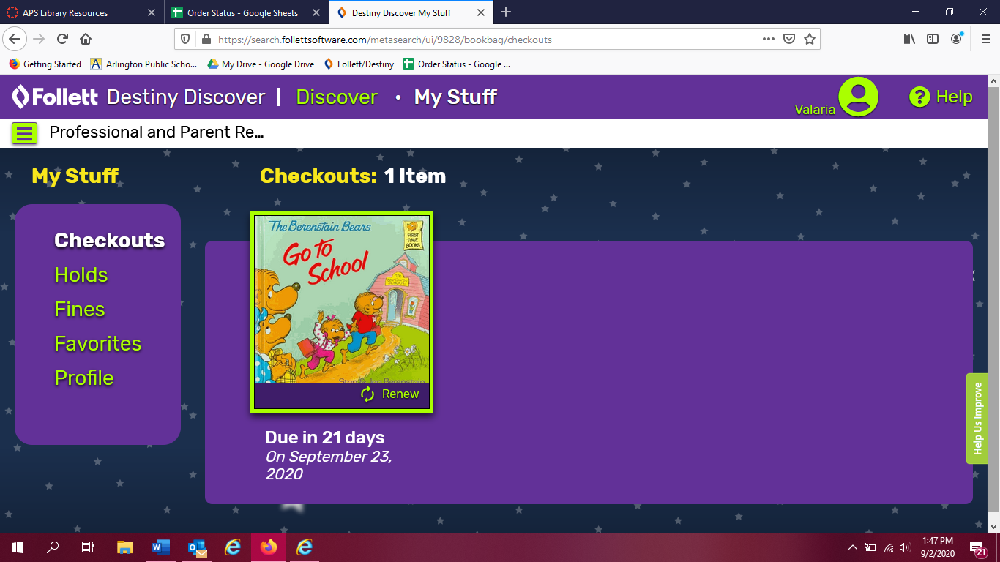 APS Library Resources
Order Status - Google Sheets
Destiny Discover My Stuff
https://search.follettsoftware.com/metasearch/ui/9828/bookbag/checkouts
Getting Started
Arlington Public Scho...
My Drive - Google Drive
Follett/Destiny
Order Status - Google ...
Follett Destiny Discover | Discover • My Stuff
Valaria
Help
Professional and Parent Re...
My Stuff
Checkouts
Holds
Fines
Favorites
Profile
Checkouts: 1 Item
The Berenstain Bears
Go to
School
FIRST
TIME
BOOKS
Stan & Jan Berenstain
Renew
Due in 21 days
On September 23,
2020
Help Us Improve
1:47 PM
9/2/2020
21